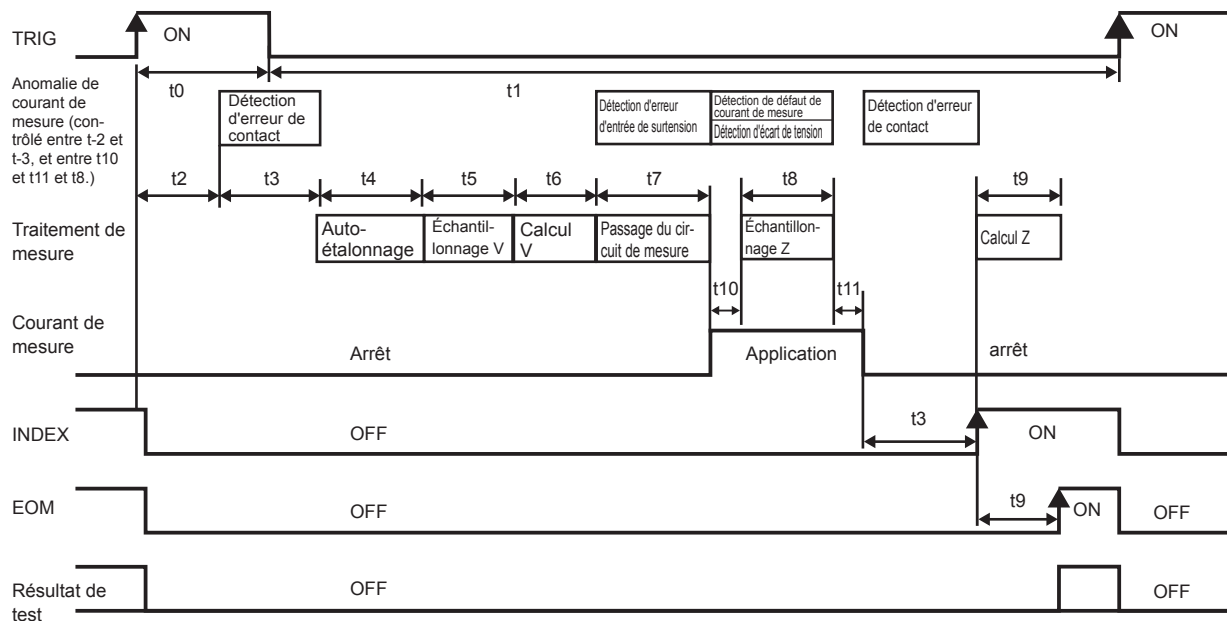 TRIG
ON
ON
Anomalie de
courant de
mesure (con-
trôlé entre t-2 et
t-3, et entre t10
et t11 et t8.)
t0
t1
Détection
d'erreur de
contact
Détection d'erreur
d'entrée de surtension
Détection de défaut de
courant de mesure
Détection d'écart de tension
Détection d'erreur
de contact
t2
t3
t4
t5
t6
t7
t8
t9
Traitement de
mesure
Auto-
étalonnage
Échantil-
lonnage V
Calcul
V
Passage du cir-
cuit de mesure
Échantillon-
nage Z
Calcul Z
t10
t11
Courant de
mesure
Arrêt
Application
arrêt
INDEX
OFF
t3
ON
EOM
OFF
t9
ON
OFF
Résultat de
test
OFF
OFF